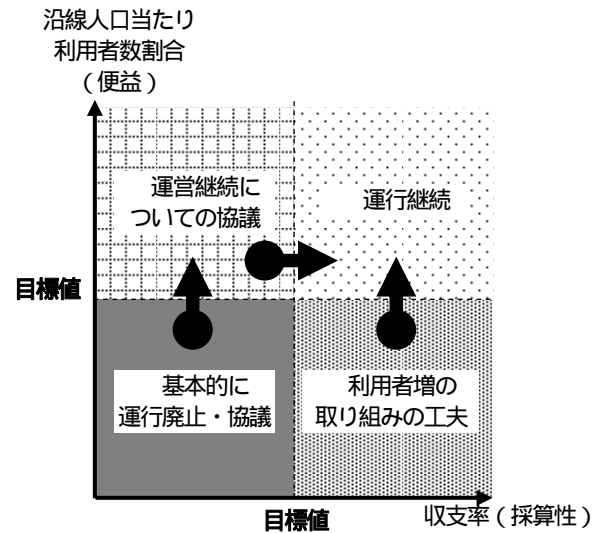 沿線人口当たり
利用者数割合
（便益）
運営継続に
ついての協議
運行継続
目標値
基本的に
運行廃止・協議
利用者増の
取り組みの工夫
目標値
収支率（採算性）